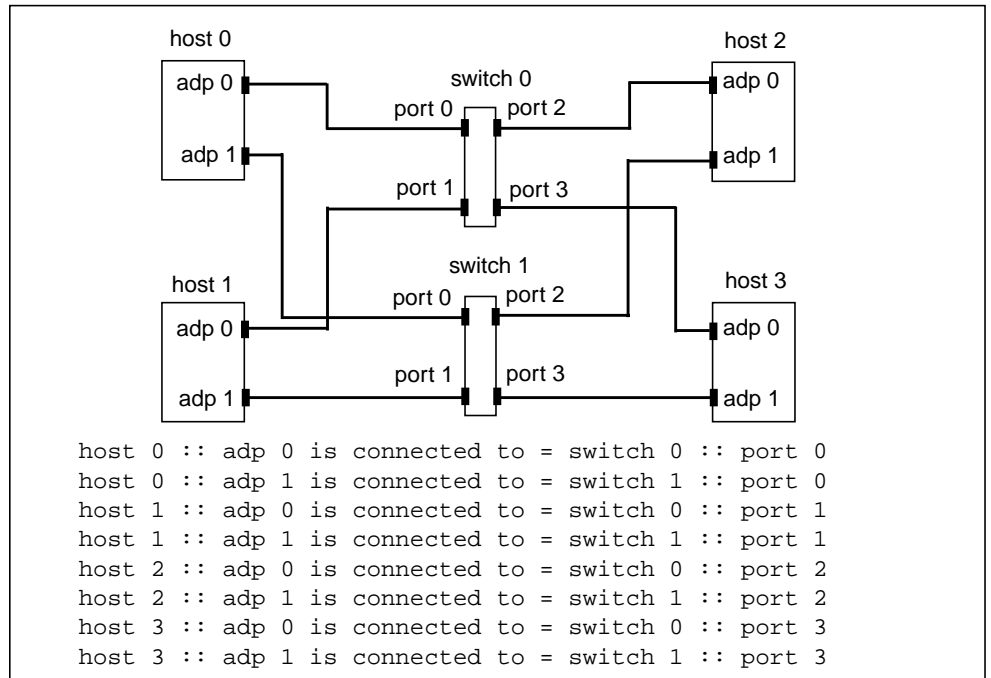 host 0
host 2
adp 0
switch 0
adp 0
port 0
port 2
adp 1
adp 1
port 1
port 3
switch 1
host 1
host 3
port 0
port 2
adp 0
adp 0
port 1
port 3
adp 1
adp 1
host 0 :: adp 0 is connected to = switch 0 :: port 0
host 0 :: adp 1 is connected to = switch 1 :: port 0
host 1 :: adp 0 is connected to = switch 0 :: port 1
host 1 :: adp 1 is connected to = switch 1 :: port 1
host 2 :: adp 0 is connected to = switch 0 :: port 2
host 2 :: adp 1 is connected to = switch 1 :: port 2
host 3 :: adp 0 is connected to = switch 0 :: port 3
host 3 :: adp 1 is connected to = switch 1 :: port 3